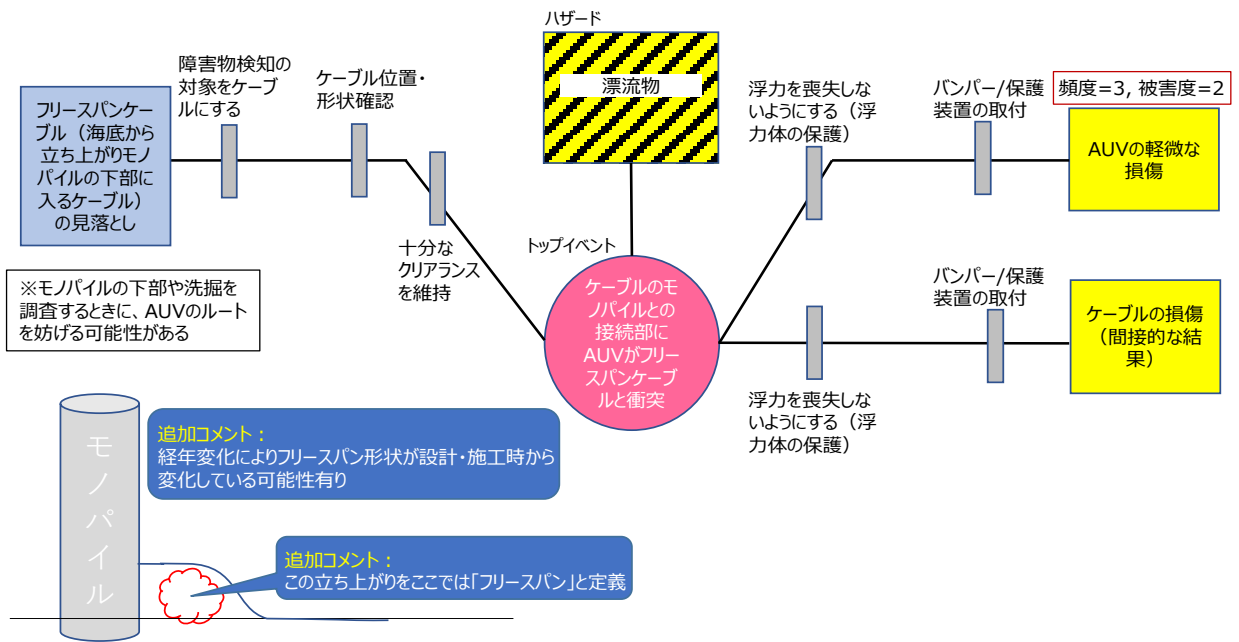 ハザード
漂流物
障害物検知の
対象をケーブ
ルにする
ケーブル位置・
形状確認
浮力を喪失しな
いようにする（浮
力体の保護）
バンパー/保護
装置の取付
頻度=3, 被害度=2
フリースパンケー
ブル（海底から
立ち上がりモノ
パイルの下部に
入るケーブル）
の見落とし
AUVの軽微な
損傷
十分な
クリアランス
を維持
トップイベント
ケーブルのモ
ノパイルとの
接続部に
AUVがフリー
スパンケーブ
ルと衝突
バンパー/保護
装置の取付
ケーブルの損傷
（間接的な結
果）
浮力を喪失しな
いようにする（浮
力体の保護）
※モノパイルの下部や洗掘を
調査するときに、AUVのルート
を妨げる可能性がある
モノパイル
追加コメント：
経年変化によりフリースパン形状が設計・施工時から
変化している可能性有り
追加コメント：
この立ち上がりをここでは「フリースパン」と定義